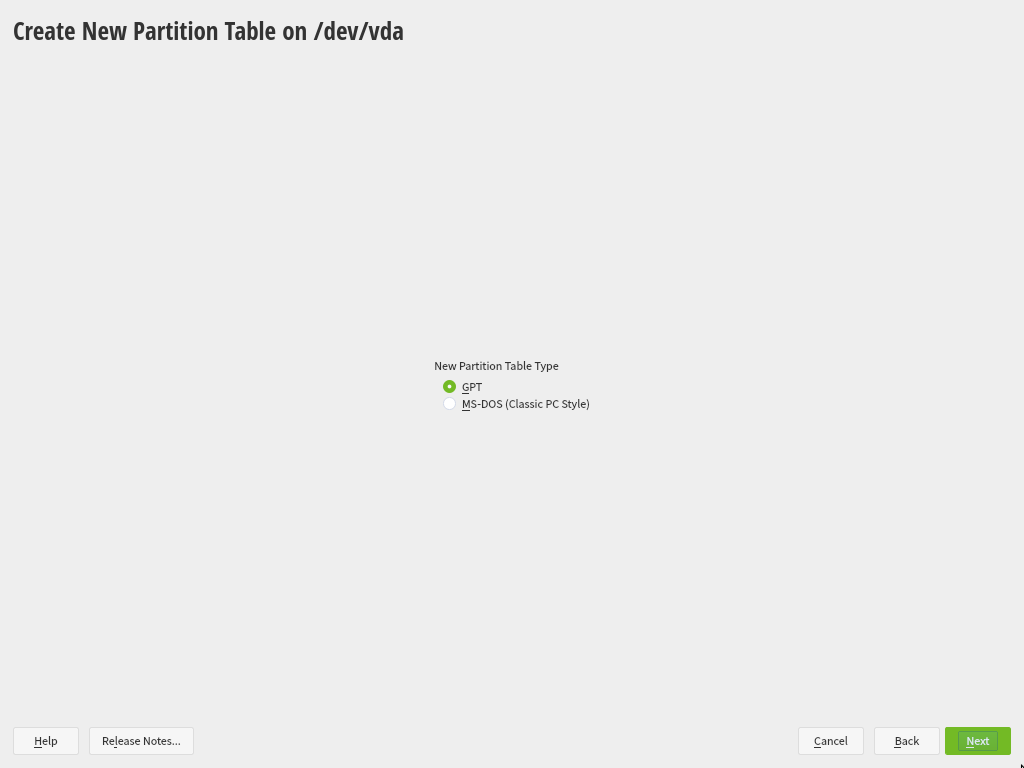 Create New Partition Table on /dev/vda
New Partition Table Type
GPT
MS-DOS (Classic PC Style)
Help
Release Notes...
Cancel
Back
Next